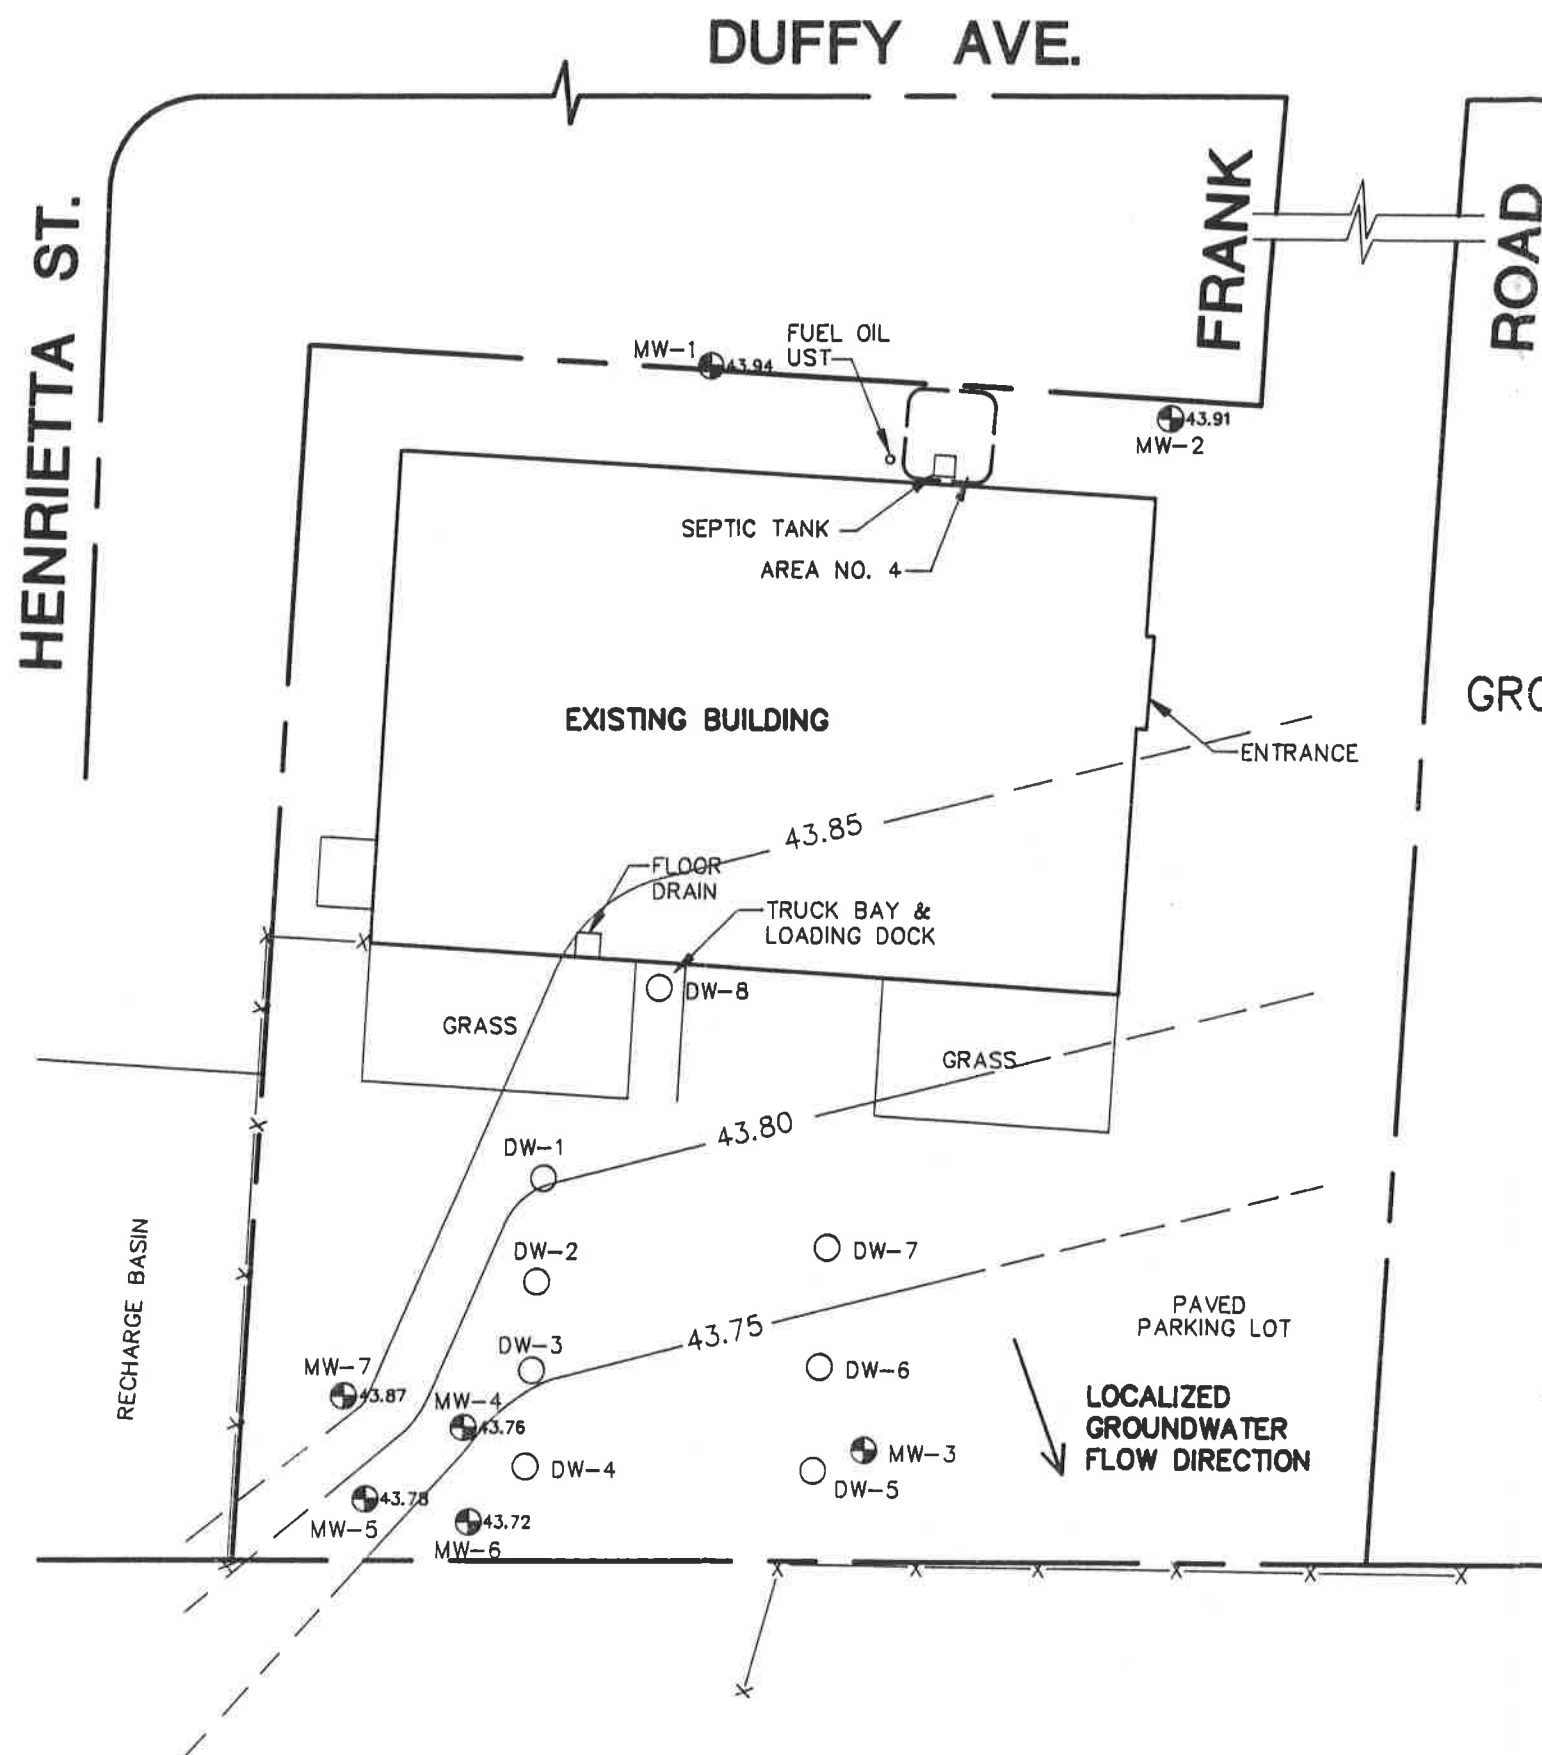 DUFFY AVE.
HENRIETTA ST.
FRANK
ROAD
MW-1
43.94
FUEL OIL
UST
43.91
MW-2
SEPTIC TANK
AREA NO. 4
EXISTING BUILDING
GRO
ENTRANCE
43.85
FLOOR
DRAIN
TRUCK BAY &
LOADING DOCK
DW-8
GRASS
GRASS
43.80
DW-1
RECHARGE BASIN
DW-2
DW-7
PAVED
PARKING LOT
43.75
DW-3
DW-6
MW-7
43.87
MW-4
43.76
LOCALIZED
GROUNDWATER
FLOW DIRECTION
MW-3
DW-4
DW-5
43.78
MW-5
43.72
MW-6